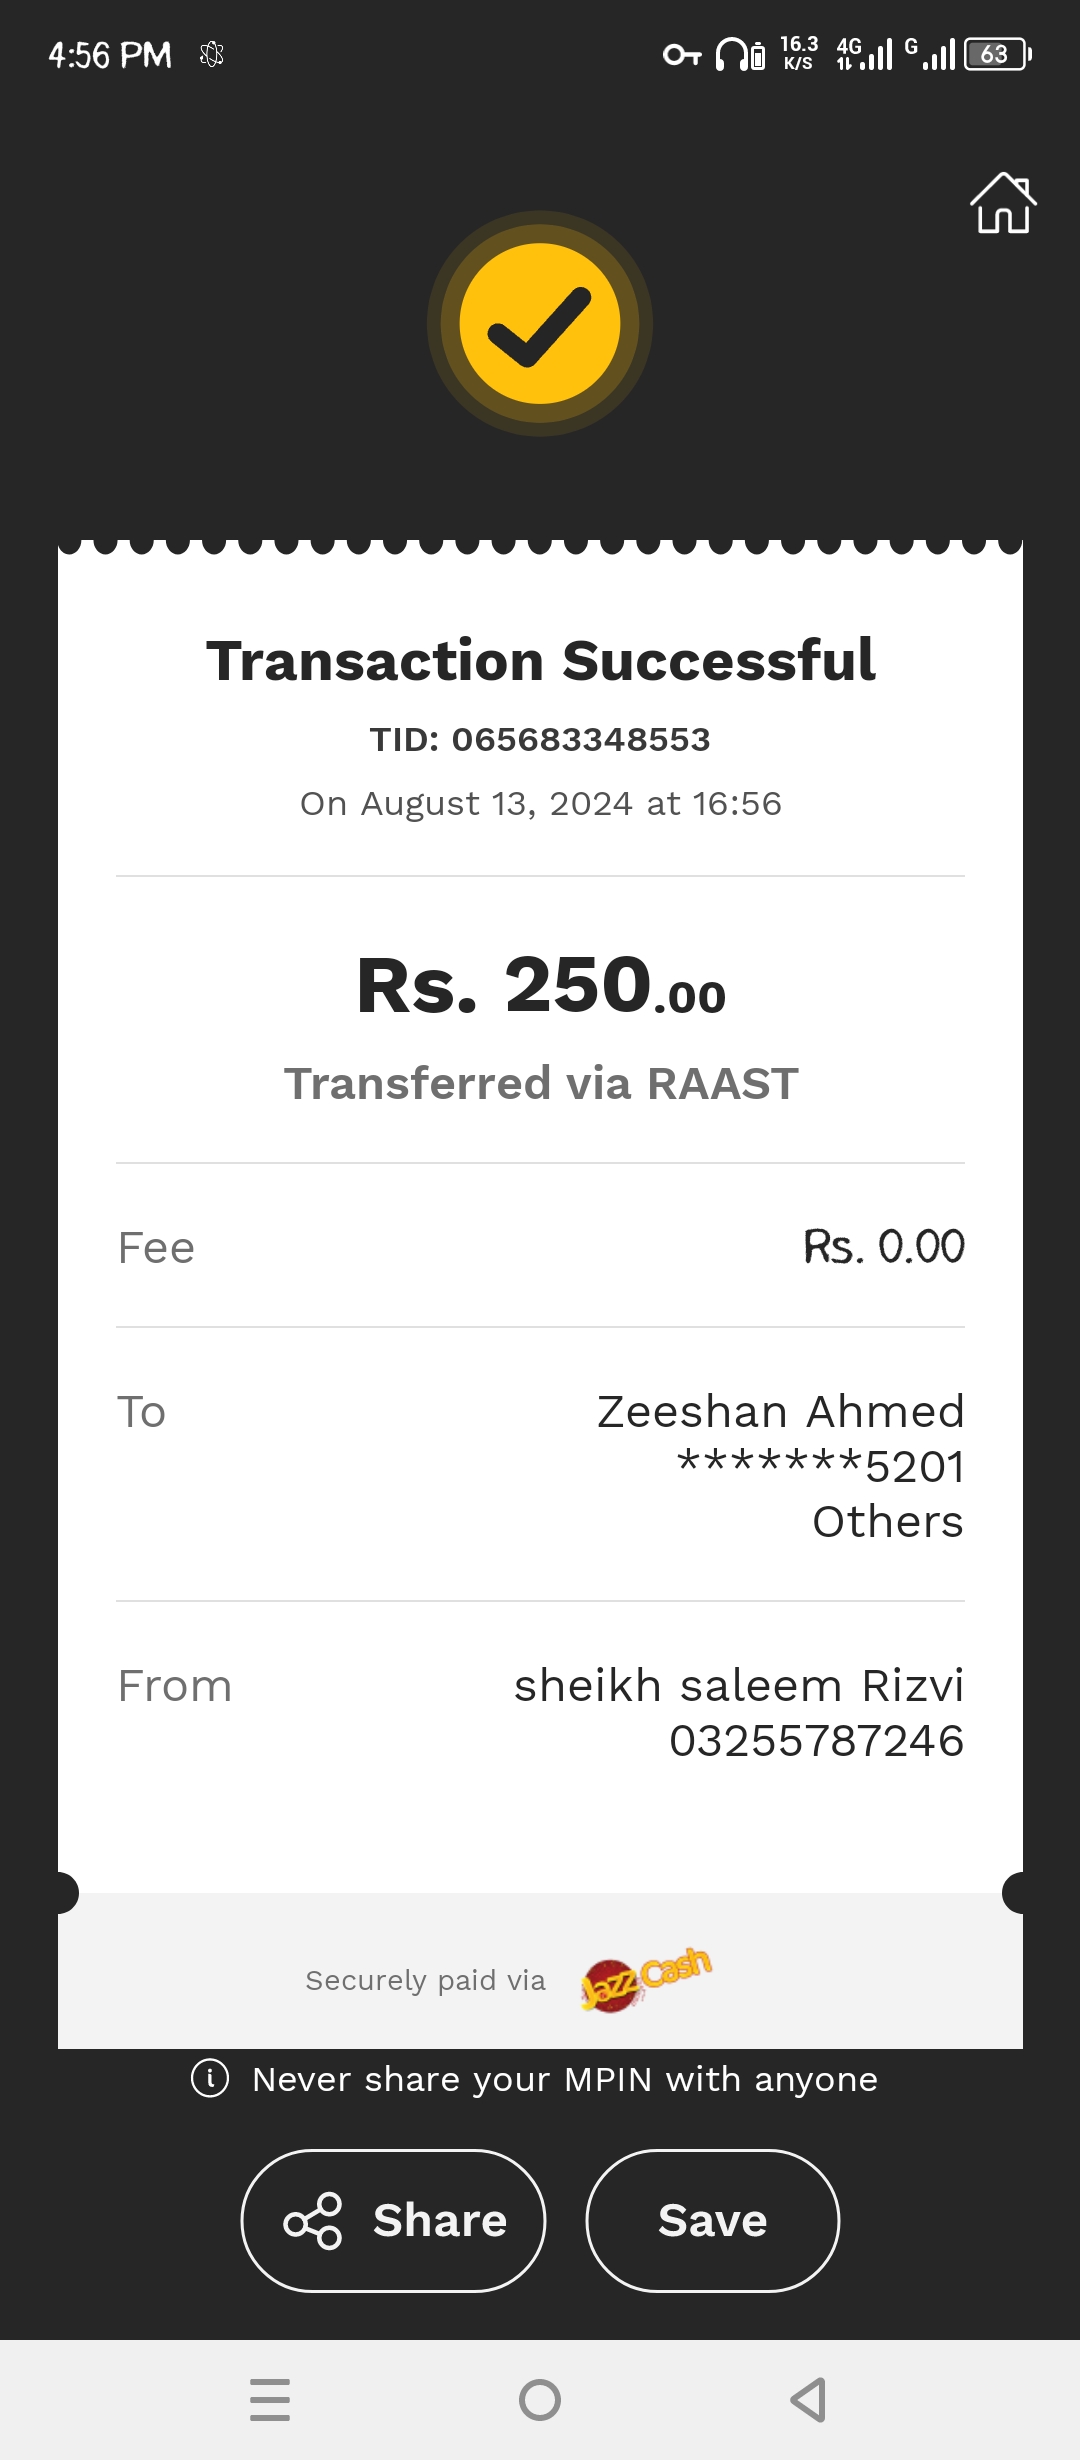 4:56 PM
16.3 K/S 4G G 63
Transaction Successful
TID: 065683348553
On August 13, 2024 at 16:56
Rs. 250.00
Transferred via RAAST
Fee Rs. 0.00
To Zeeshan Ahmed
*******5201
Others
From sheikh saleem Rizvi
03255787246
Securely paid via JazzCash
Never share your MPIN with anyone
Share Save